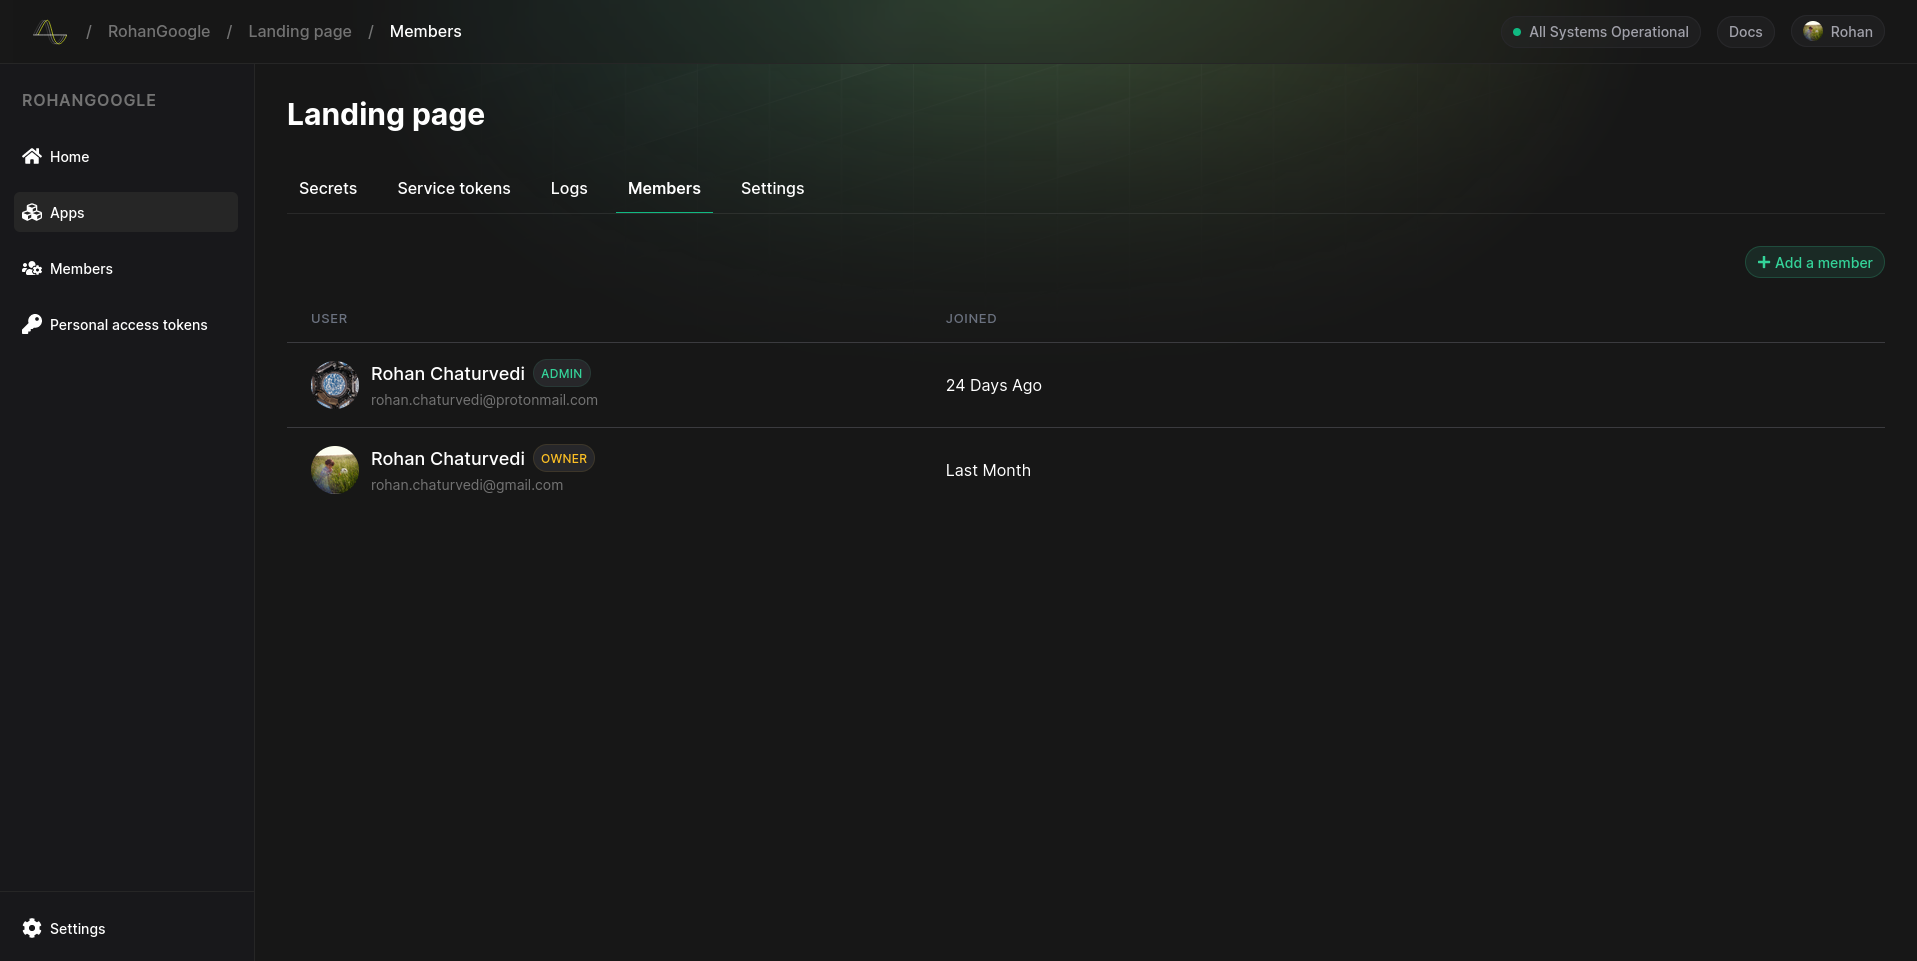 / RohanGoogle / Landing page / Members
All Systems Operational
Docs
Rohan
ROHANGOOGLE
Home
Apps
Members
Personal access tokens
Settings
Landing page
Secrets Service tokens Logs Members Settings
+ Add a member
USER JOINED
Rohan Chaturvedi ADMIN
rohan.chaturvedi@protonmail.com
24 Days Ago
Rohan Chaturvedi OWNER
rohan.chaturvedi@gmail.com
Last Month